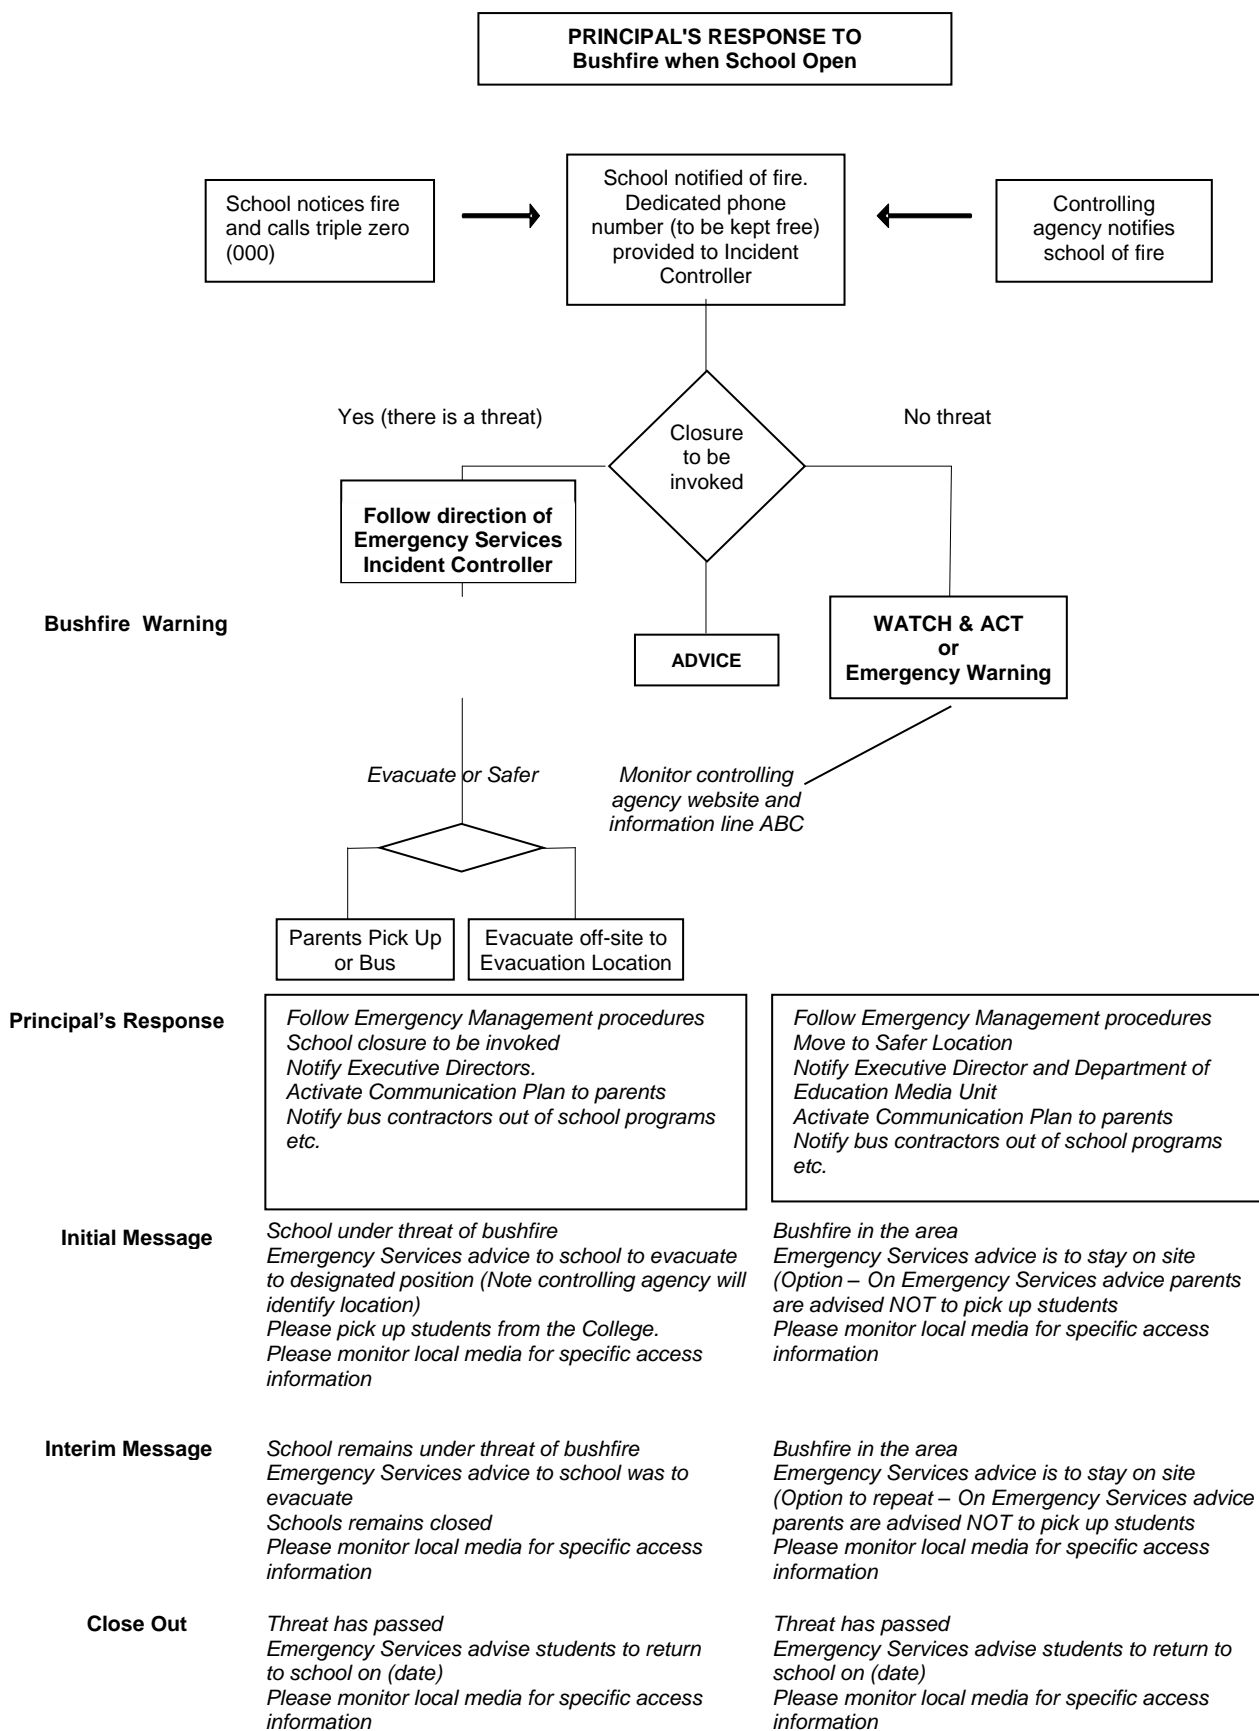 PRINCIPAL'S RESPONSE TO
Bushfire when School Open
School notices fire
and calls triple zero
(000)
School notified of fire.
Dedicated phone
number (to be kept free)
provided to Incident
Controller
Controlling
agency notifies
school of fire
Yes (there is a threat)
Closure
to be
invoked
No threat
Follow direction of
Emergency Services
Incident Controller
Bushfire Warning
ADVICE
WATCH & ACT
or
Emergency Warning
Evacuate or Safer
Monitor controlling
agency website and
information line ABC
Parents Pick Up
or Bus
Evacuate off-site to
Evacuation Location
Principal’s Response
Follow Emergency Management procedures
School closure to be invoked
Notify Executive Directors.
Activate Communication Plan to parents
Notify bus contractors out of school programs
etc.
Follow Emergency Management procedures
Move to Safer Location
Notify Executive Director and Department of
Education Media Unit
Activate Communication Plan to parents
Notify bus contractors out of school programs
etc.
Initial Message
School under threat of bushfire
Emergency Services advice to school to evacuate
to designated position (Note controlling agency will
identify location)
Please pick up students from the College.
Please monitor local media for specific access
information
Bushfire in the area
Emergency Services advice is to stay on site
(Option – On Emergency Services advice parents
are advised NOT to pick up students
Please monitor local media for specific access
information
Interim Message
School remains under threat of bushfire
Emergency Services advice to school was to
evacuate
Schools remains closed
Please monitor local media for specific access
information
Bushfire in the area
Emergency Services advice is to stay on site
(Option to repeat – On Emergency Services advice
parents are advised NOT to pick up students
Please monitor local media for specific access
information
Close Out
Threat has passed
Emergency Services advise students to return
to school on (date)
Please monitor local media for specific access
information
Threat has passed
Emergency Services advise students to return to
school on (date)
Please monitor local media for specific access
information